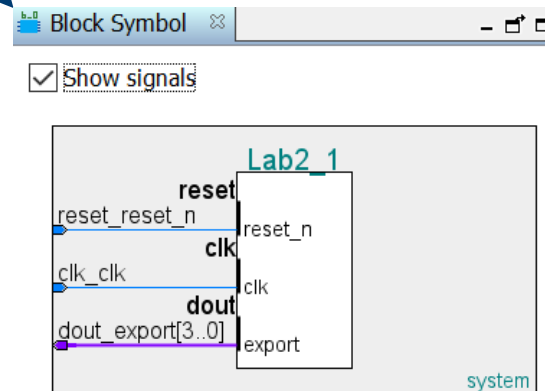 Block Symbol
Show signals
Lab2_1
reset
reset_reset_n
reset_n
clk
clk_clk
clk
dout
dout_export[3..0]
export
system